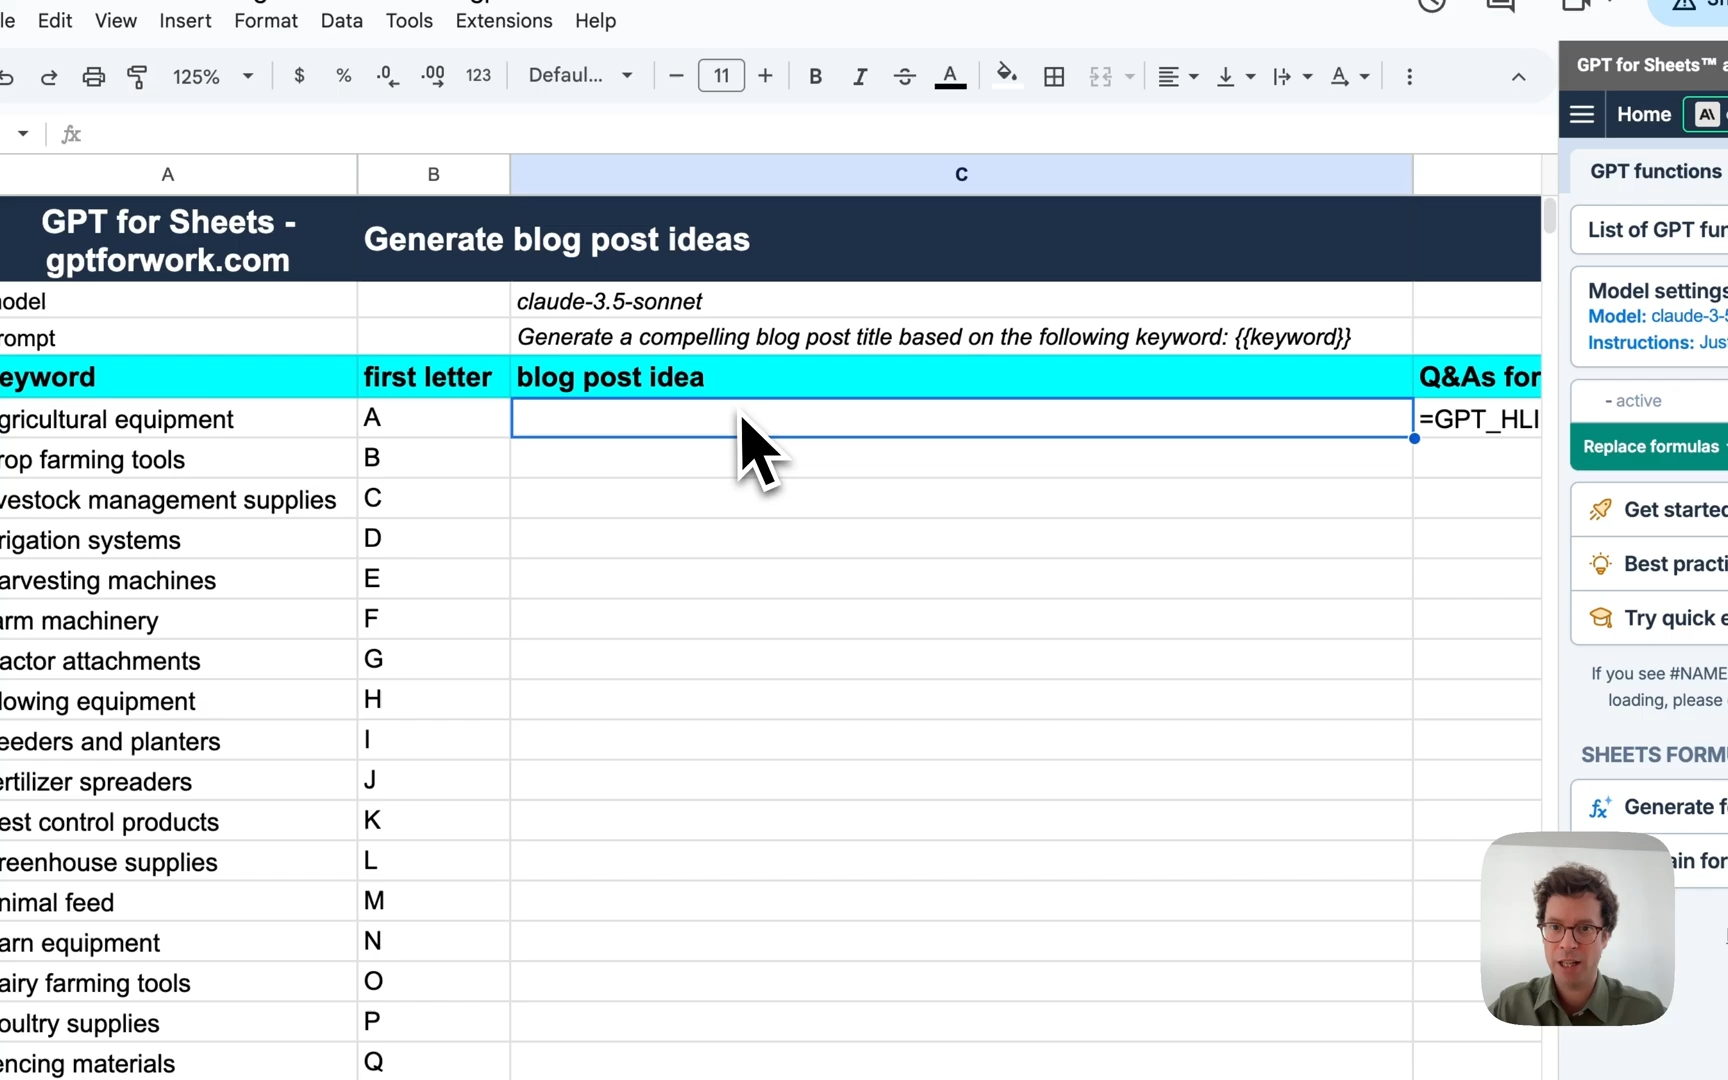 le Edit View Insert Format Data Tools Extensions Help
125% $ % .0 .00 123 Defaul... 11 B I A A
fx
GPT for Sheets™ a
Home A\
A B C
GPT functions
GPT for Sheets -
gptforwork.com
Generate blog post ideas
List of GPT fur
odel claude-3.5-sonnet
rompt Generate a compelling blog post title based on the following keyword: {{keyword}}
Model settings
Model: claude-3-5
Instructions: Jus
eyword first letter blog post idea Q&As for
- active
gricultural equipment A =GPT_HLI
Replace formulas
rop farming tools B
vestock management supplies C
Get started
rigation systems D
Best practi
arvesting machines E
arm machinery F
Try quick e
actor attachments G
If you see #NAME
loading, please
lowing equipment H
eeders and planters I
SHEETS FORMU
ertilizer spreaders J
Generate f
est control products K
reenhouse supplies L
ain for
nimal feed M
arn equipment N
airy farming tools O
oultry supplies P
encing materials Q